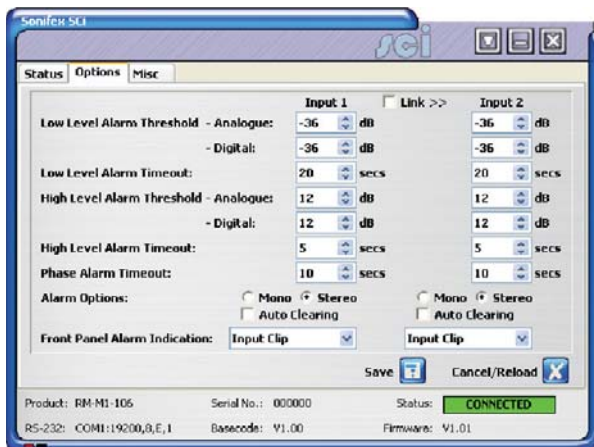 Sonifex SCi
sci
Status Options Misc
Input 1 Link >> Input 2
Low Level Alarm Threshold - Analogue: -36 dB -36 dB
- Digital: -36 dB -36 dB
Low Level Alarm Timeout: 20 secs 20 secs
High Level Alarm Threshold - Analogue: 12 dB 12 dB
- Digital: 12 dB 12 dB
High Level Alarm Timeout: 5 secs 5 secs
Phase Alarm Timeout: 10 secs 10 secs
Alarm Options: Mono Stereo Mono Stereo
Auto Clearing Auto Clearing
Front Panel Alarm Indication: Input Clip Input Clip
Save Cancel/Reload
Product: RM-M1-106 Serial No.: 000000 Status: CONNECTED
RS-232: COM1:19200,8,E,1 Basecode: V1.00 Firmware: V1.01